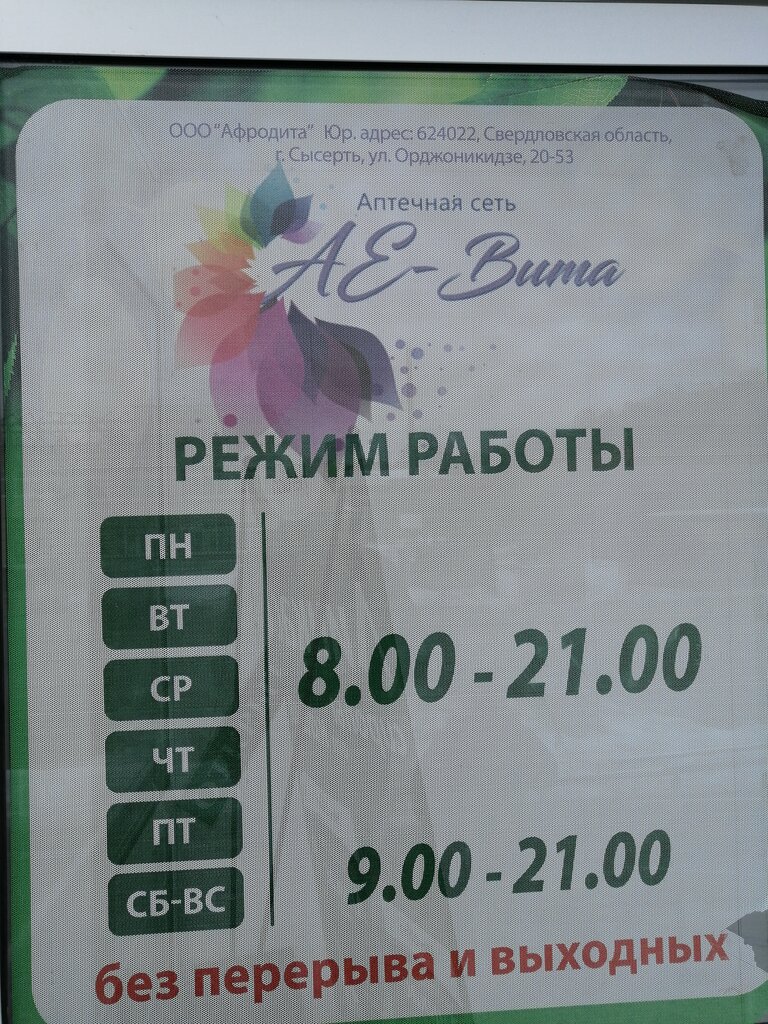 ООО "Афродита" Юр. адрес: 624022, Свердловская область,
г. Сысерть, ул. Орджоникидзе, 20-53
Аптечная сеть
АЕ-Вита
РЕЖИМ РАБОТЫ
ПН
ВТ
СР
8.00 - 21.00
ЧТ
ПТ
СБ-ВС
9.00 - 21.00
без перерыва и выходных